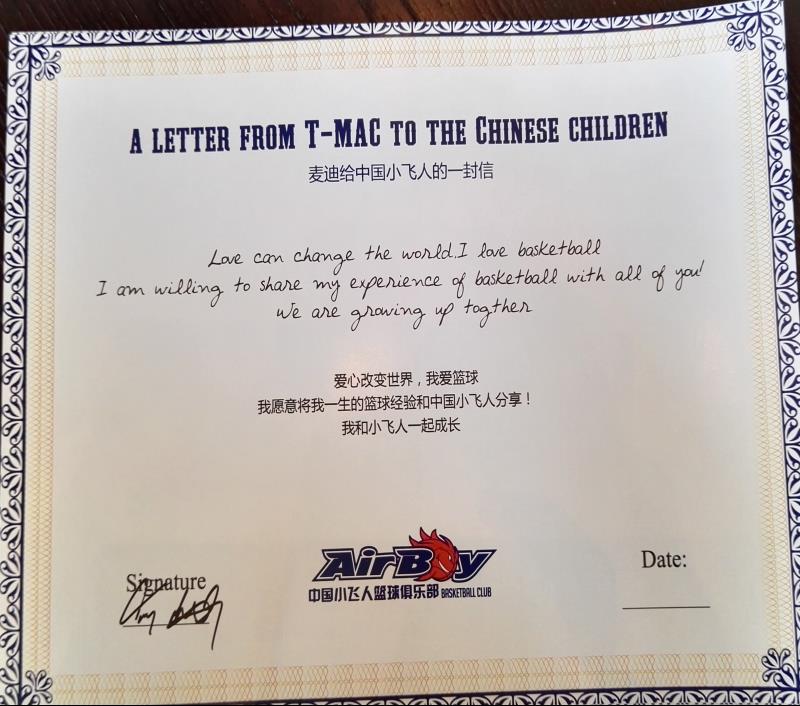 A LETTER FROM T-MAC TO THE CHINESE CHILDREN
麦迪给中国小飞人的一封信
Love can change the world.I love basketball
I am willing to share my experience of basketball with all of you!
We are growing up togther
爱心改变世界，我爱篮球
我愿意将我一生的篮球经验和中国小飞人分享！
我和小飞人一起成长
Signature
AirBoy
中国小飞人篮球俱乐部 BASKETBALL CLUB
Date: